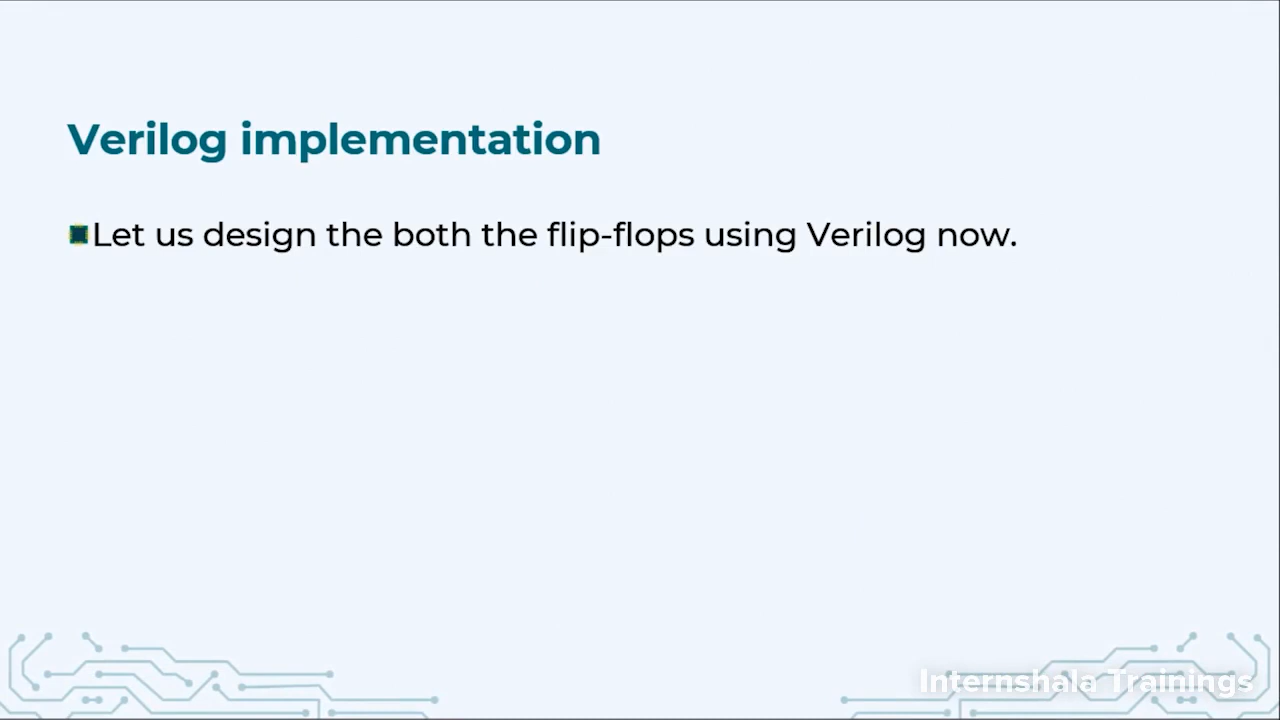 Verilog implementation
Let us design the both the flip-flops using Verilog now.
Internshala Trainings